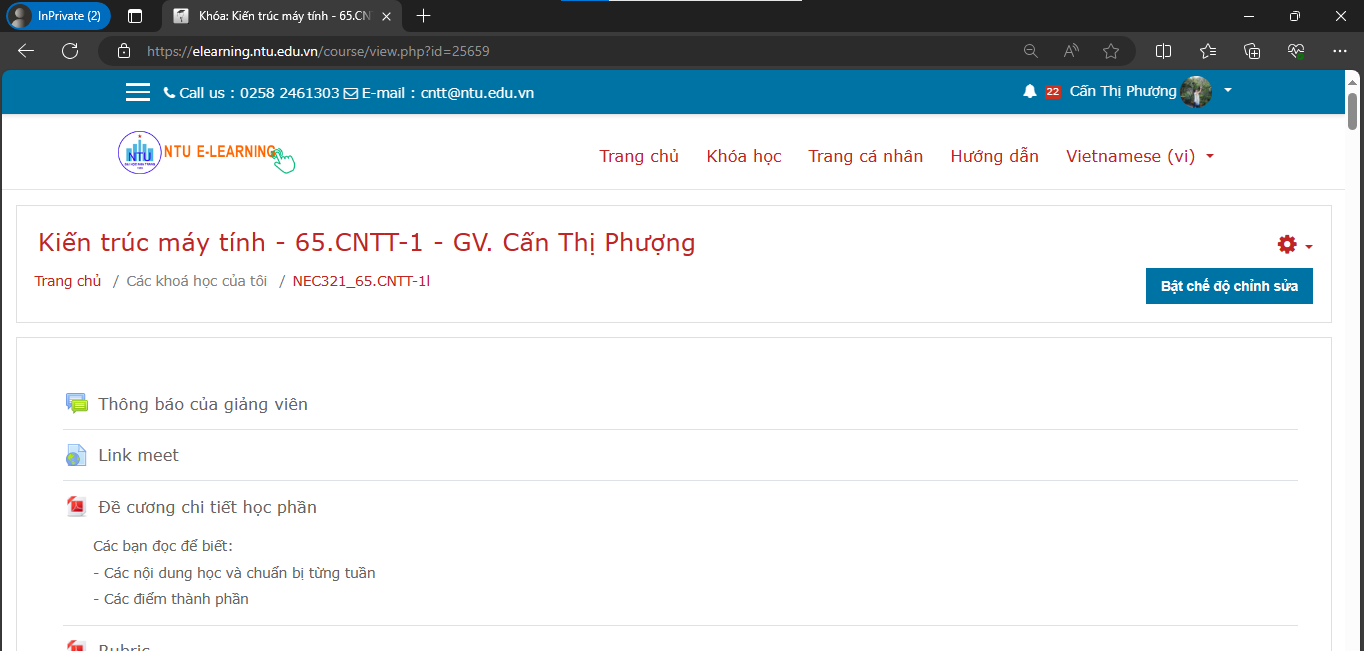 InPrivate (2)
Khóa: Kiến trúc máy tính - 65.CN
https://elearning.ntu.edu.vn/course/view.php?id=25659
Call us : 0258 2461303 E-mail : cntt@ntu.edu.vn
22 Cấn Thị Phượng
NTU
NTU E-LEARNING
Trang chủ Khóa học Trang cá nhân Hướng dẫn Vietnamese (vi)
Kiến trúc máy tính - 65.CNTT-1 - GV. Cấn Thị Phượng
Trang chủ / Các khoá học của tôi / NEC321_65.CNTT-1l
Bật chế độ chỉnh sửa
Thông báo của giảng viên
Link meet
Đề cương chi tiết học phần
Các bạn đọc để biết:
- Các nội dung học và chuẩn bị từng tuần
- Các điểm thành phần
Rubric